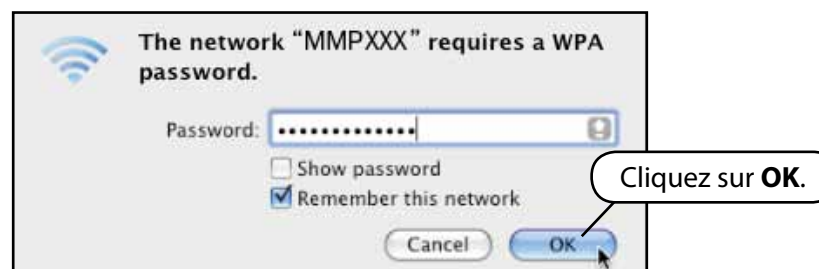 The network “MMPXXX” requires a WPA
password.
Password: •••••••••••••
Show password
Remember this network
Cancel OK
Cliquez sur OK.